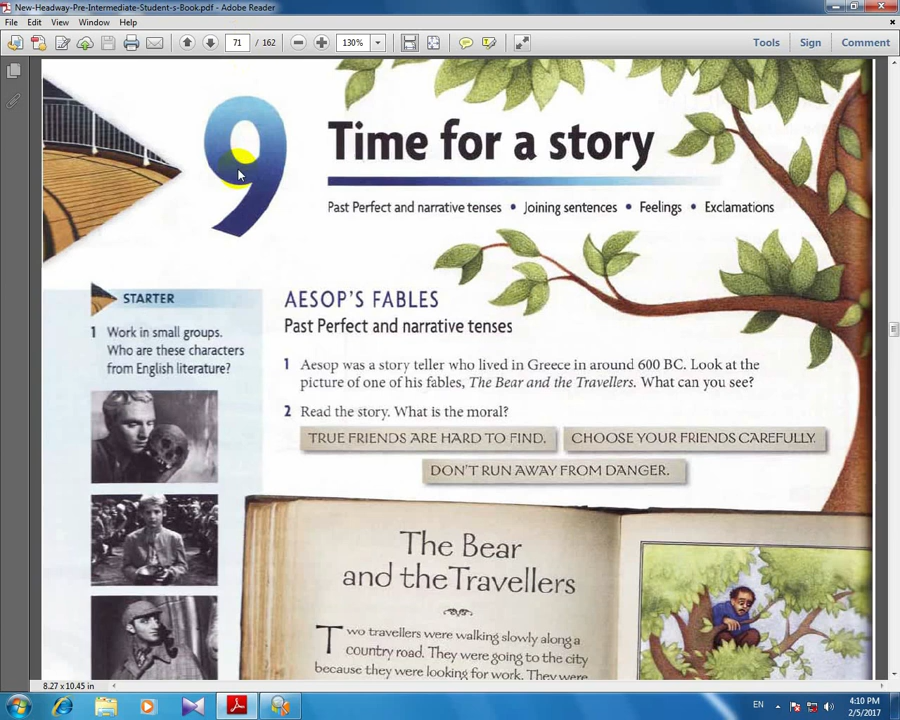 New-Headway-Pre-Intermediate-Student-s-Book.pdf - Adobe Reader
File Edit View Window Help
71 / 162 130% Tools Sign Comment
9
Time for a story
Past Perfect and narrative tenses • Joining sentences • Feelings • Exclamations
STARTER
1 Work in small groups.
Who are these characters
from English literature?
AESOP'S FABLES
Past Perfect and narrative tenses
1 Aesop was a story teller who lived in Greece in around 600 BC. Look at the
picture of one of his fables, The Bear and the Travellers. What can you see?
2 Read the story. What is the moral?
TRUE FRIENDS ARE HARD TO FIND.
CHOOSE YOUR FRIENDS CAREFULLY.
DON'T RUN AWAY FROM DANGER.
The Bear
and the Travellers
Two travellers were walking slowly along a
country road. They were going to the city
because they were looking for work. They were
8.27 x 10.45 in
EN
4:10 PM
2/5/2017